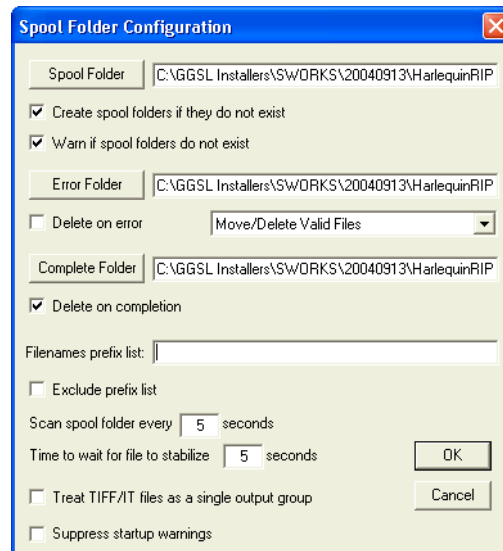 Spool Folder Configuration
Spool Folder C:\GGSL Installers\SWORKS\20040913\HarlequinRIP
Create spool folders if they do not exist
Warn if spool folders do not exist
Error Folder C:\GGSL Installers\SWORKS\20040913\HarlequinRIP
Delete on error Move/Delete Valid Files
Complete Folder C:\GGSL Installers\SWORKS\20040913\HarlequinRIP
Delete on completion
Filenames prefix list:
Exclude prefix list
Scan spool folder every 5 seconds
Time to wait for file to stabilize 5 seconds OK
Treat TIFF/IT files as a single output group Cancel
Suppress startup warnings